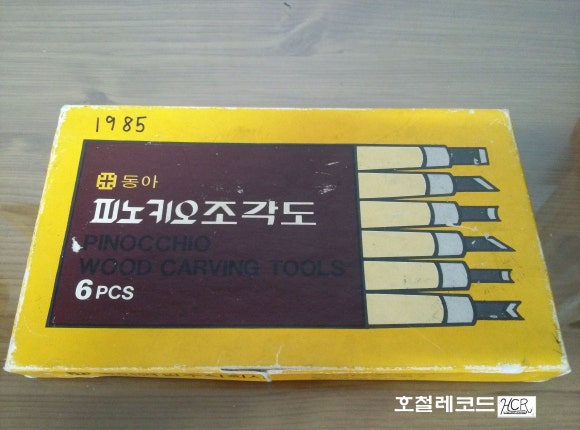 1985
동아
피노키오조각도
PINOCCHIO
WOOD CARVING TOOLS
6 PCS
호철레코드 HCR